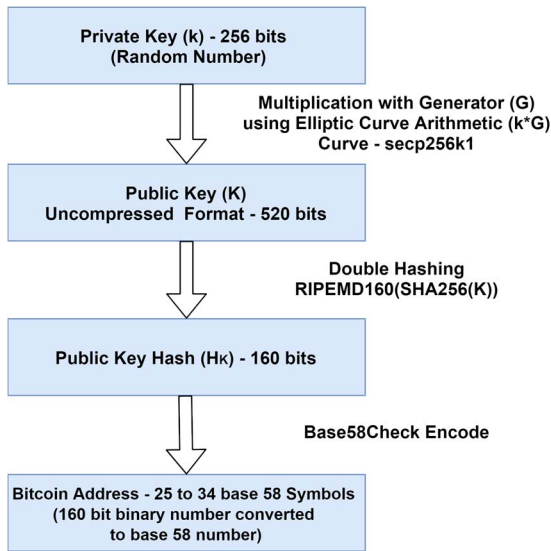 Private Key (k) - 256 bits
(Random Number)
Multiplication with Generator (G)
using Elliptic Curve Arithmetic (k*G)
Curve - secp256k1
Public Key (K)
Uncompressed Format - 520 bits
Double Hashing
RIPEMD160(SHA256(K))
Public Key Hash (HK) - 160 bits
Base58Check Encode
Bitcoin Address - 25 to 34 base 58 Symbols
(160 bit binary number converted
to base 58 number)